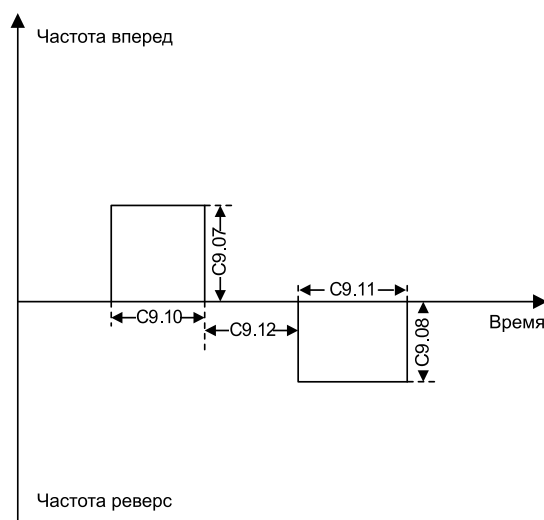 Частота вперед
C9.07
C9.11
C9.10
C9.12
C9.08
Время
Частота реверс